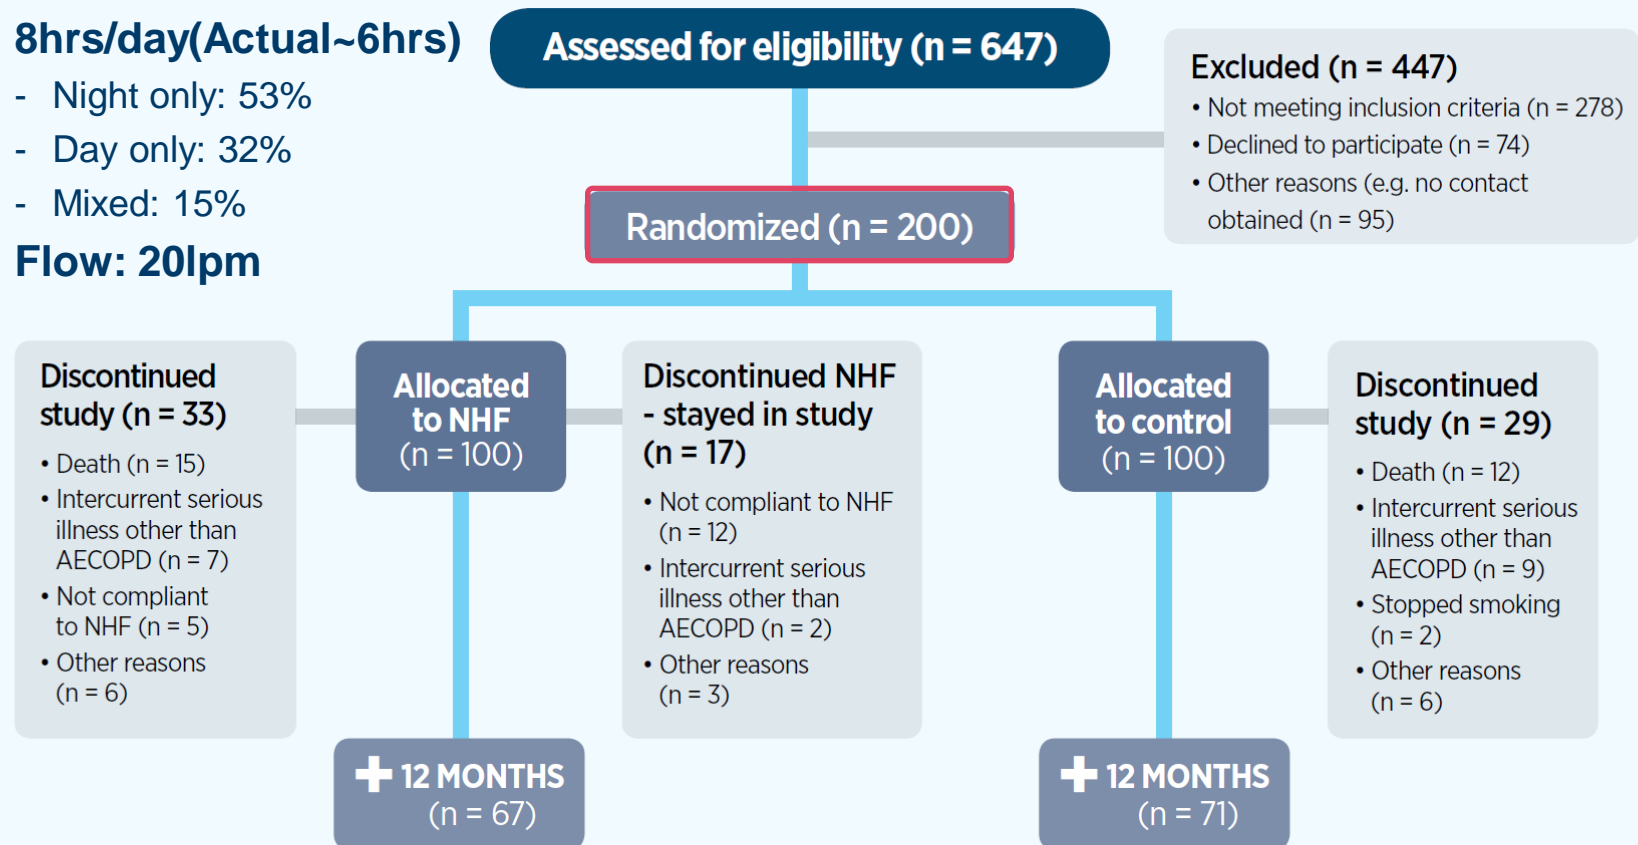 8hrs/day(Actual~6hrs)
- Night only: 53%
- Day only: 32%
- Mixed: 15%
Flow: 20lpm
Assessed for eligibility (n = 647)
Excluded (n = 447)
• Not meeting inclusion criteria (n = 278)
• Declined to participate (n = 74)
• Other reasons (e.g. no contact
obtained (n = 95)
Randomized (n = 200)
Discontinued
study (n = 33)
• Death (n = 15)
• Intercurrent serious
illness other than
AECOPD (n = 7)
• Not compliant
to NHF (n = 5)
• Other reasons
(n = 6)
Allocated
to NHF
(n = 100)
Discontinued NHF
- stayed in study
(n = 17)
• Not compliant to NHF
(n = 12)
• Intercurrent serious
illness other than
AECOPD (n = 2)
• Other reasons
(n = 3)
Allocated
to control
(n = 100)
Discontinued
study (n = 29)
• Death (n = 12)
• Intercurrent serious
illness other than
AECOPD (n = 9)
• Stopped smoking
(n = 2)
• Other reasons
(n = 6)
+ 12 MONTHS
(n = 67)
+ 12 MONTHS
(n = 71)